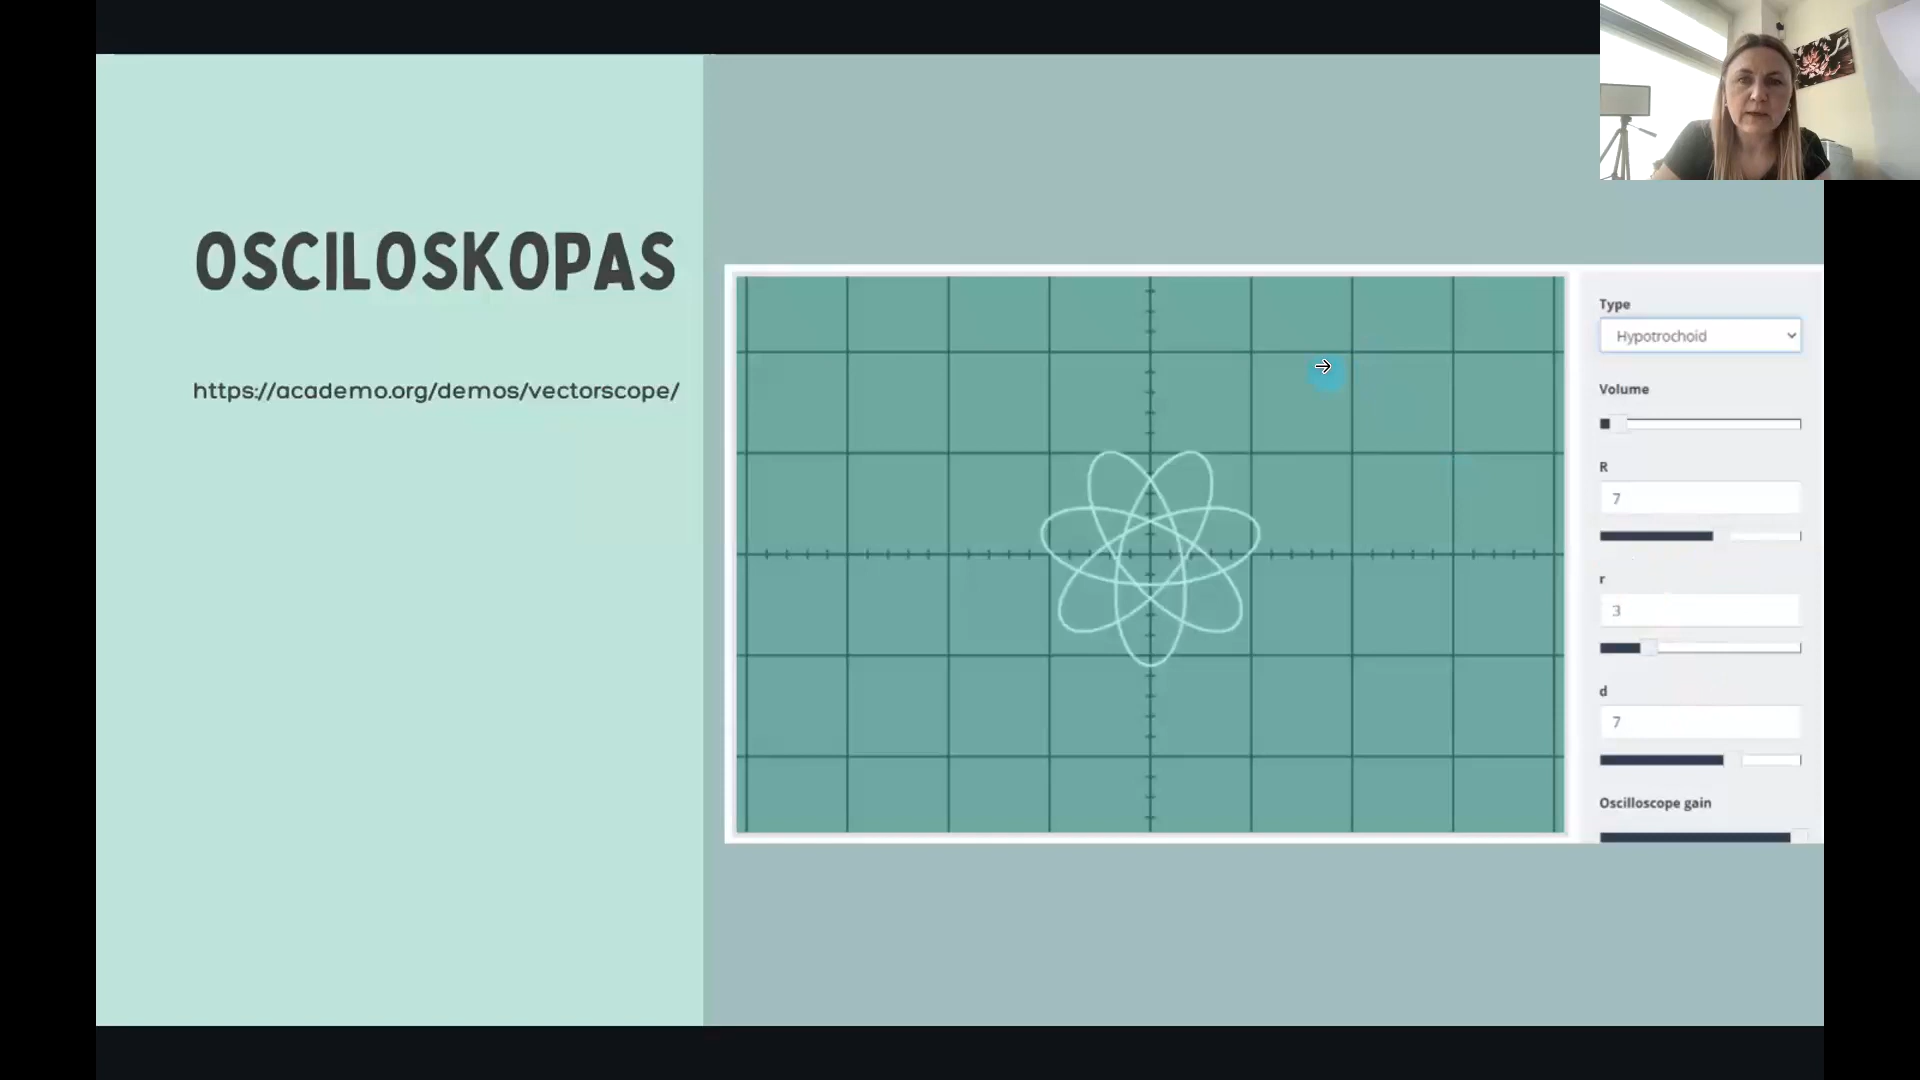 OSCILOSKOPAS
https://academo.org/demos/vectorscope/
Type
Hypotrochoid
Volume
R
7
r
3
d
7
Oscilloscope gain